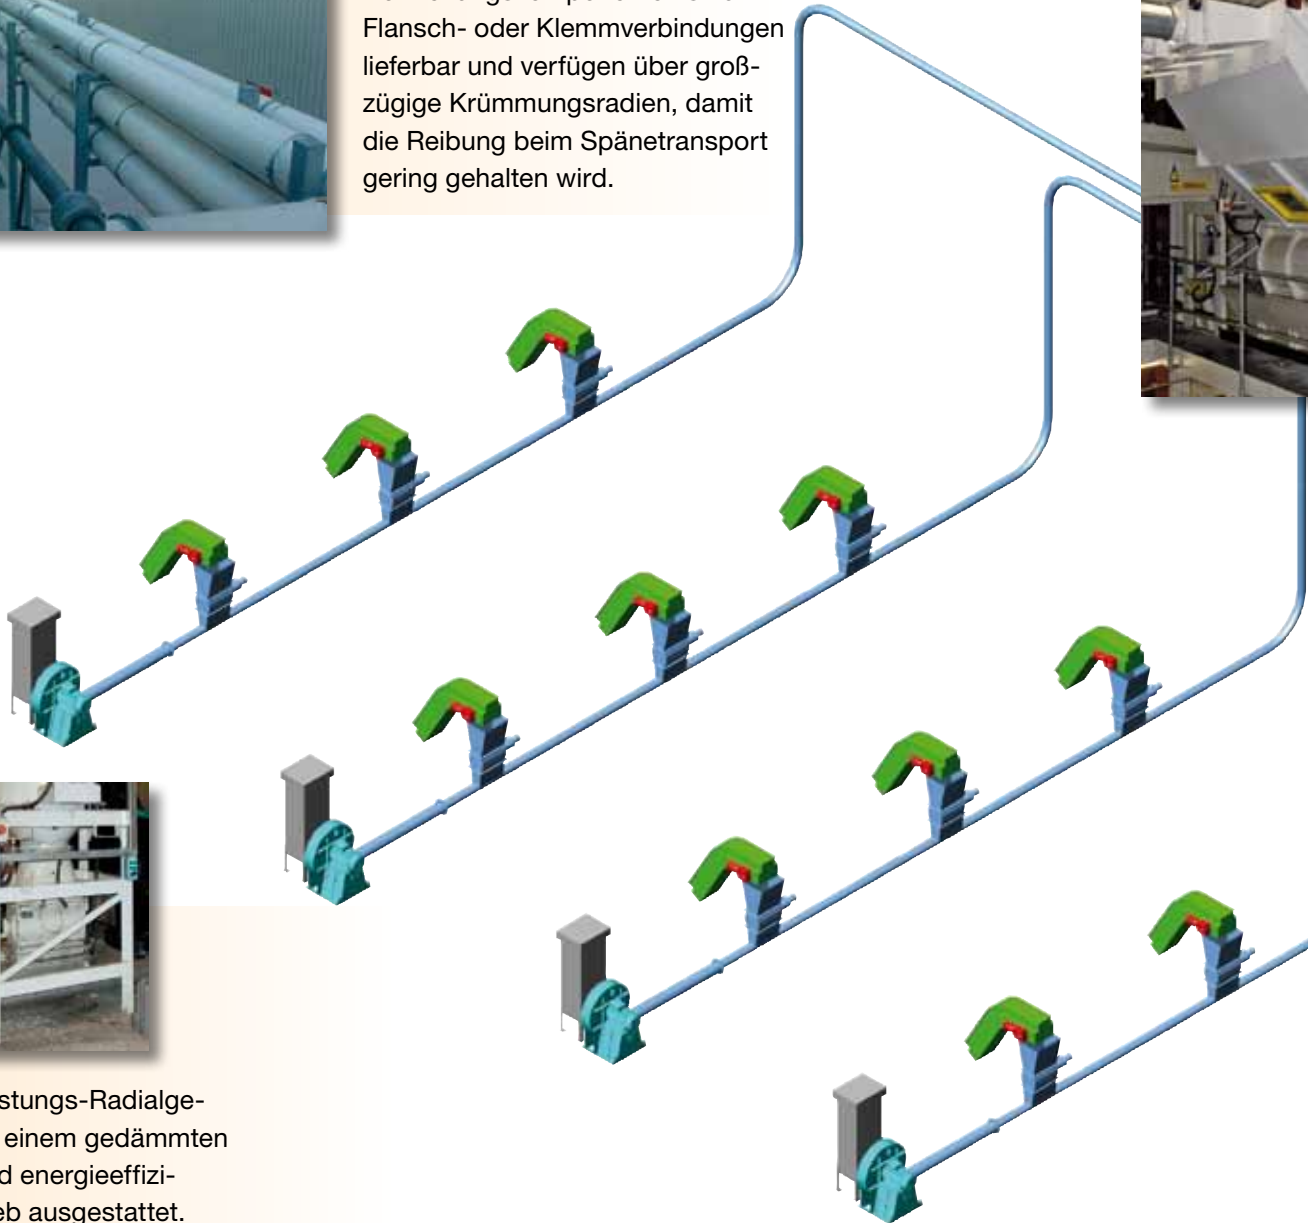 Flansch- oder Klemmverbindungen
lieferbar und verfügen über groß-
zügige Krümmungsradien, damit
die Reibung beim Spänetransport
gering gehalten wird.
stungs-Radialge-
einem gedämmten
d energieeffizi-
eb ausgestattet.